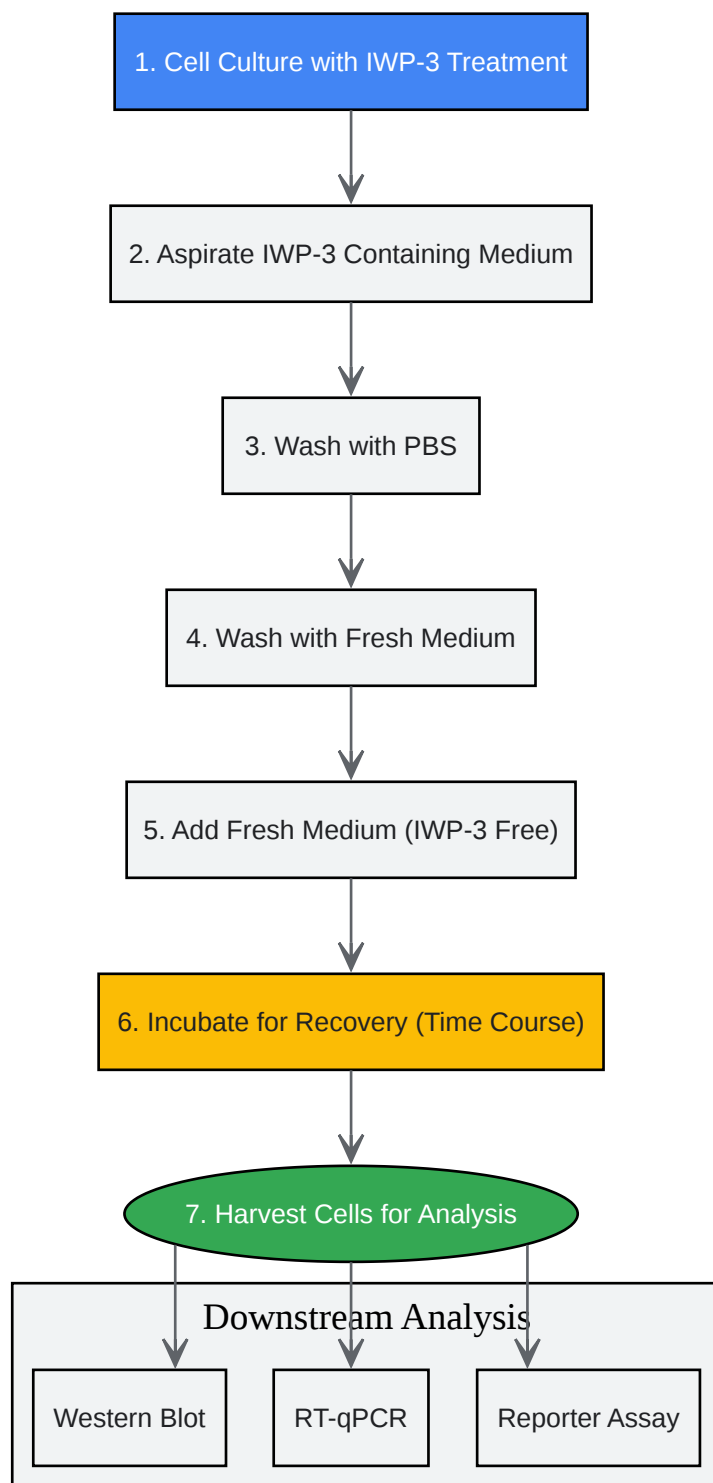 1. Cell Culture with IWP-3 Treatment
2. Aspirate IWP-3 Containing Medium
3. Wash with PBS
4. Wash with Fresh Medium
5. Add Fresh Medium (IWP-3 Free)
6. Incubate for Recovery (Time Course)
7. Harvest Cells for Analysis
Downstream Analysis
Western Blot
RT-qPCR
Reporter Assay